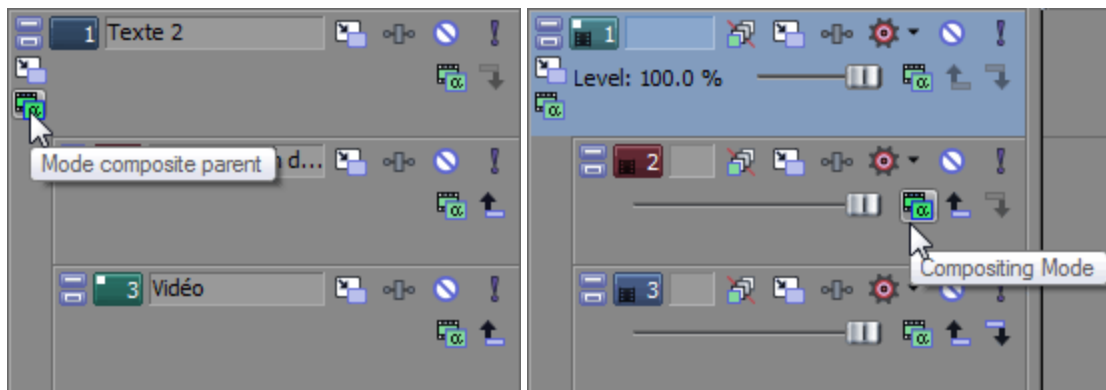 1 Texte 2
Mode composite parent
n d...
3 Vidéo
1
Level: 100.0 %
2
Compositing Mode
3